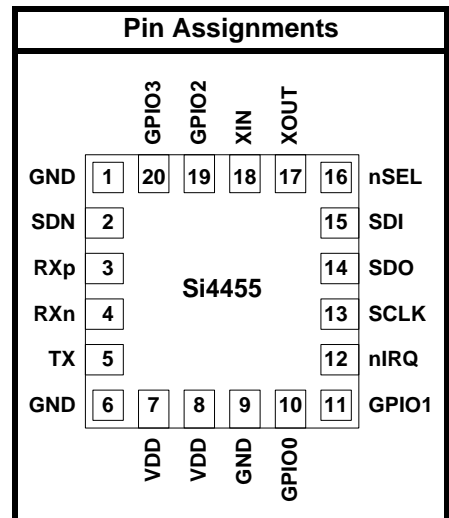 Pin Assignments
GPIO3 GPIO2 XIN XOUT
GND 1 20 19 18 17 16 nSEL
SDN 2 15 SDI
RXp 3 14 SDO
Si4455
RXn 4 13 SCLK
TX 5 12 nIRQ
GND 6 7 8 9 10 11 GPIO1
VDD VDD GND GPIO0